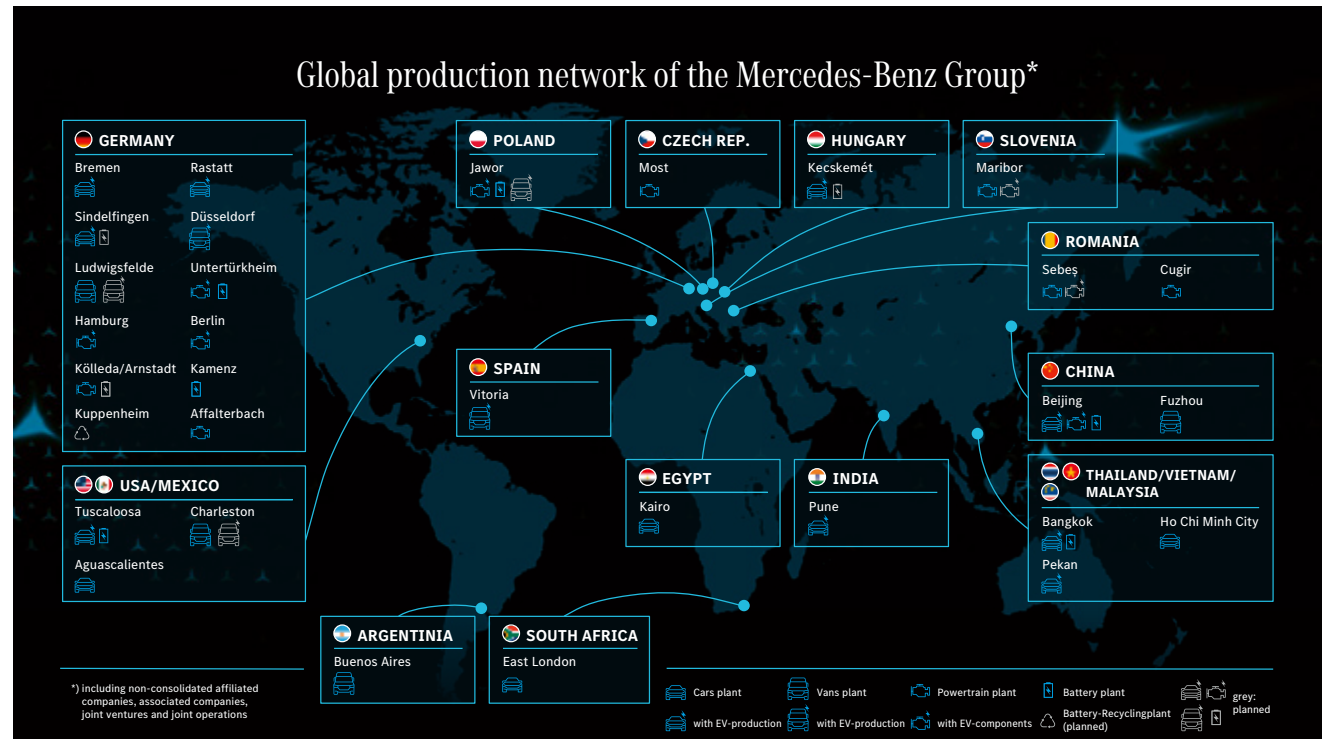 Global production network of the Mercedes-Benz Group*
GERMANY
Bremen
Rastatt
Sindelfingen
Düsseldorf
Ludwigsfelde
Untertürkheim
Hamburg
Berlin
Kölleda/Arnstadt
Kamenz
Kuppenheim
Affalterbach
POLAND
Jawor
CZECH REP.
Most
HUNGARY
Kecskemét
SLOVENIA
Maribor
ROMANIA
Sebeș
Cugir
SPAIN
Vitoria
CHINA
Beijing
Fuzhou
USA/MEXICO
Tuscaloosa
Charleston
Aguascalientes
EGYPT
Kairo
INDIA
Pune
THAILAND/VIETNAM/
MALAYSIA
Bangkok
Ho Chi Minh City
Pekan
ARGENTINIA
Buenos Aires
SOUTH AFRICA
East London
*) including non-consolidated affiliated
companies, associated companies,
joint ventures and joint operations
Cars plant
Vans plant
Powertrain plant
Battery plant
grey:
planned
with EV-production
with EV-production
with EV-components
Battery-Recyclingplant
(planned)